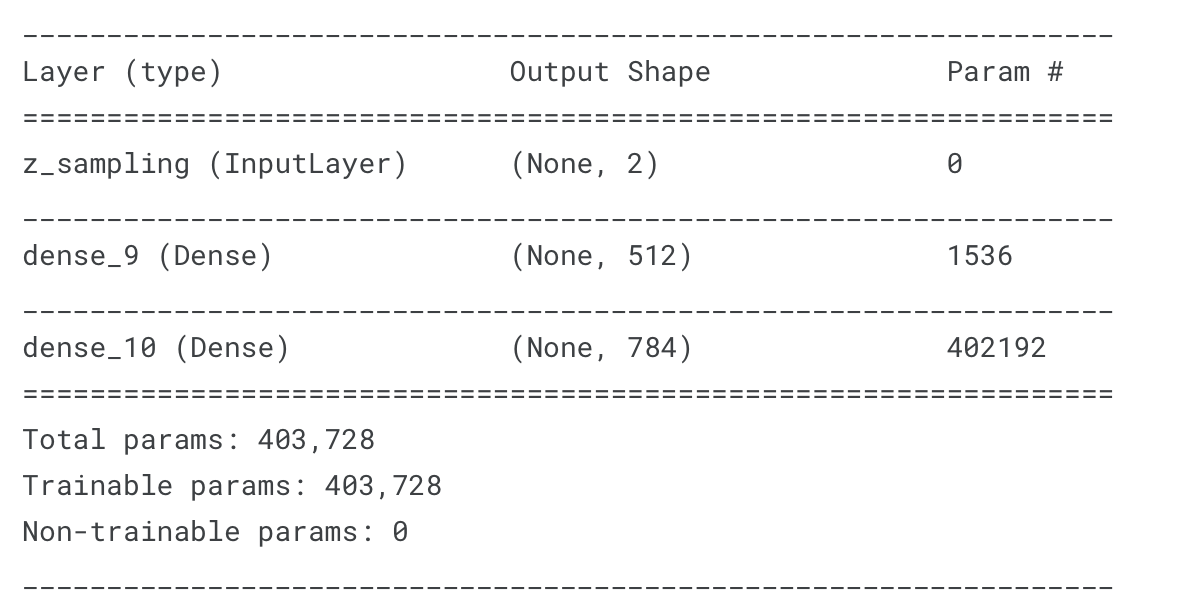 _________________________________________________________________
Layer (type)                 Output Shape              Param #
=================================================================
z_sampling (InputLayer)      (None, 2)                 0
_________________________________________________________________
dense_9 (Dense)              (None, 512)               1536
_________________________________________________________________
dense_10 (Dense)             (None, 784)               402192
=================================================================
Total params: 403,728
Trainable params: 403,728
Non-trainable params: 0
_________________________________________________________________